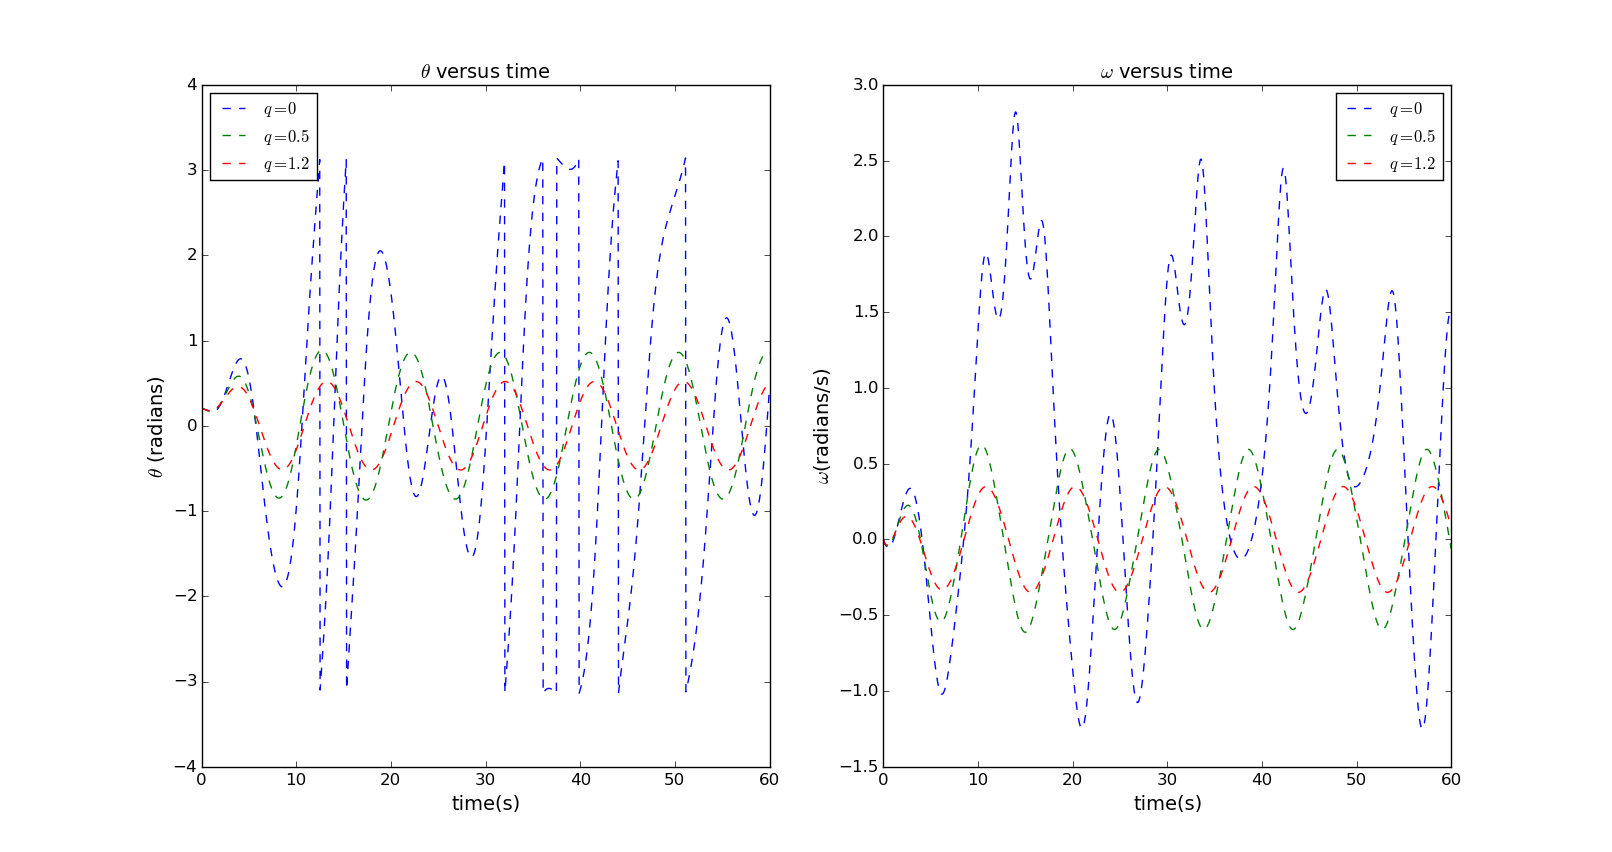 θ versus time
4
3
2
1
0
−1
−2
−3
−4
θ (radians)
q=0
q=0.5
q=1.2
0 10 20 30 40 50 60
time(s)
ω versus time
3.0
2.5
2.0
1.5
1.0
0.5
0.0
−0.5
−1.0
−1.5
ω(radians/s)
q=0
q=0.5
q=1.2
0 10 20 30 40 50 60
time(s)